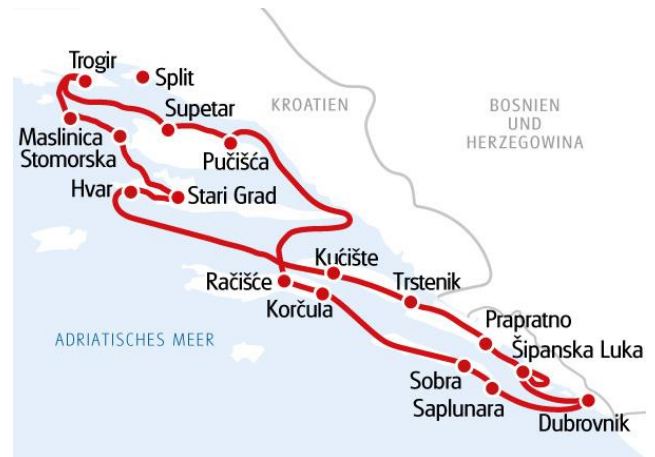 Trogir
Split
KROATIEN
BOSNIEN
UND
HERZEGOWINA
Supetar
Maslinica
Stomorska
Pučišća
Hvar
Stari Grad
Kućište
Račišće
Trstenik
Korčula
Prapratno
ADRIATISCHES MEER
Šipanska Luka
Sobra
Saplunara
Dubrovnik